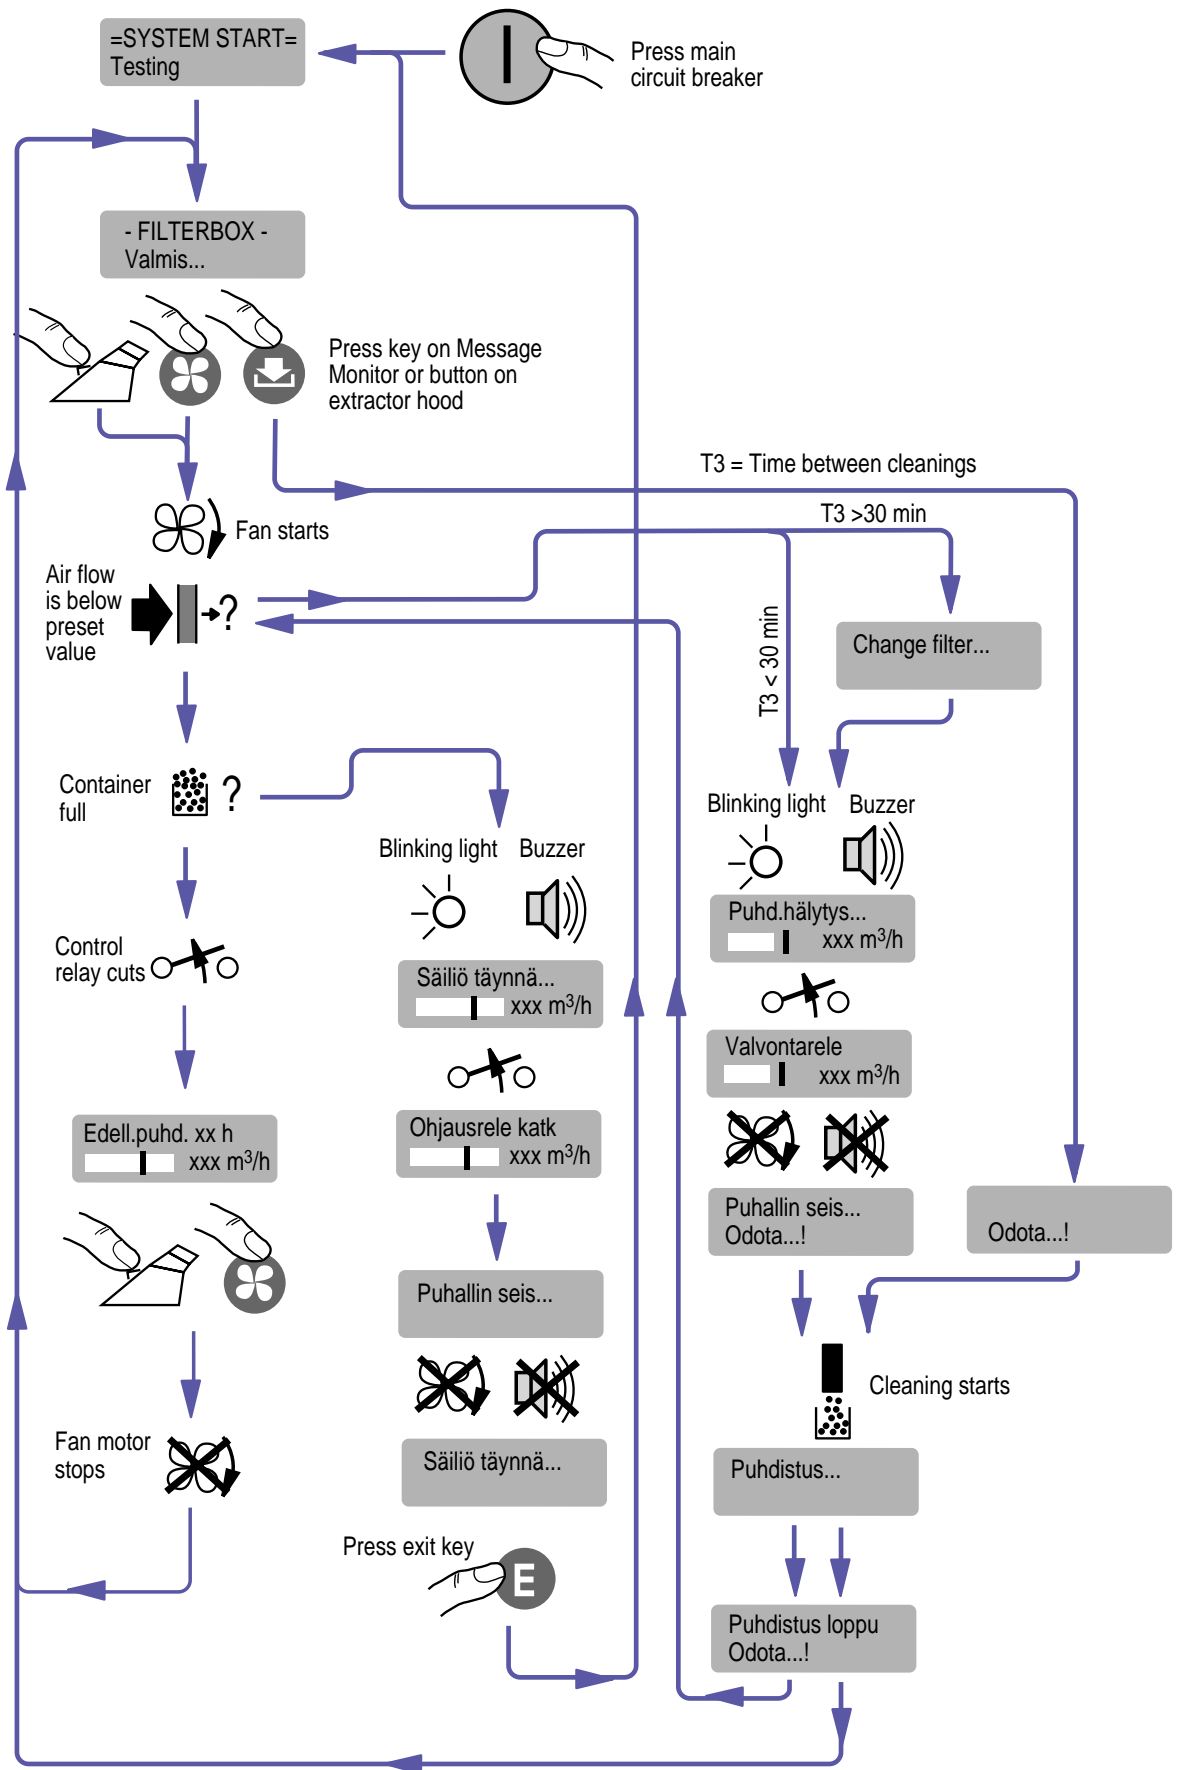 =SYSTEM START=
Testing
Press main
circuit breaker
- FILTERBOX -
Valmis...
Press key on Message
Monitor or button on
extractor hood
T3 = Time between cleanings
T3 >30 min
Fan starts
Air flow
is below
preset
value
?
T3 < 30 min
Change filter...
Container
full
?
Blinking light
Buzzer
Blinking light
Buzzer
Puhd.hälytys...
xxx m³/h
Control
relay cuts
Säiliö täynnä...
xxx m³/h
Valvontarele
xxx m³/h
Edell.puhd. xx h
xxx m³/h
Ohjausrele katk
xxx m³/h
Puhallin seis...
Odota...!
Odota...!
Puhallin seis...
Cleaning starts
Fan motor
stops
Säiliö täynnä...
Puhdistus...
Press exit key
E
Puhdistus loppu
Odota...!